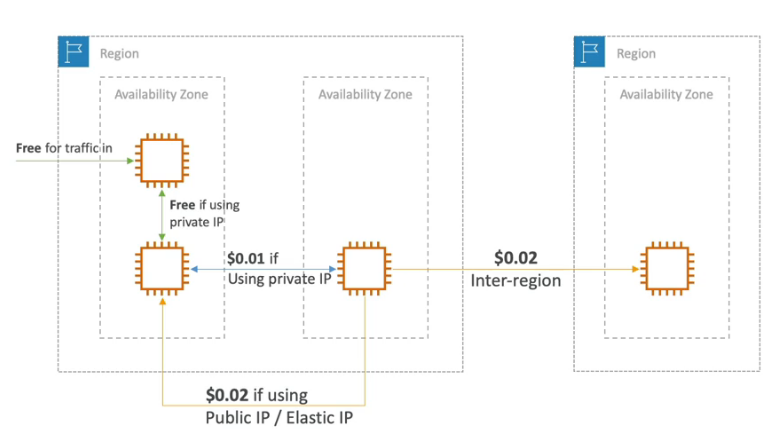 Region
Region
Availability Zone
Availability Zone
Availability Zone
Free for traffic in
Free if using
private IP
$0.01 if
Using private IP
$0.02
Inter-region
$0.02 if using
Public IP / Elastic IP